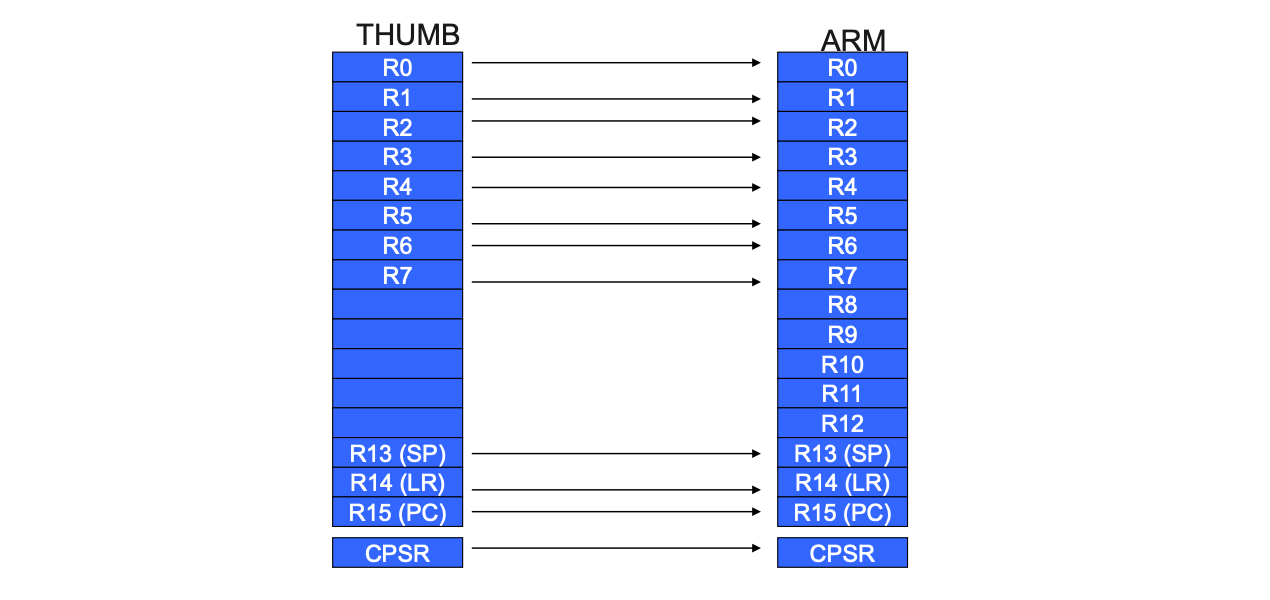 THUMB
R0
R1
R2
R3
R4
R5
R6
R7
R13 (SP)
R14 (LR)
R15 (PC)
CPSR
ARM
R0
R1
R2
R3
R4
R5
R6
R7
R8
R9
R10
R11
R12
R13 (SP)
R14 (LR)
R15 (PC)
CPSR